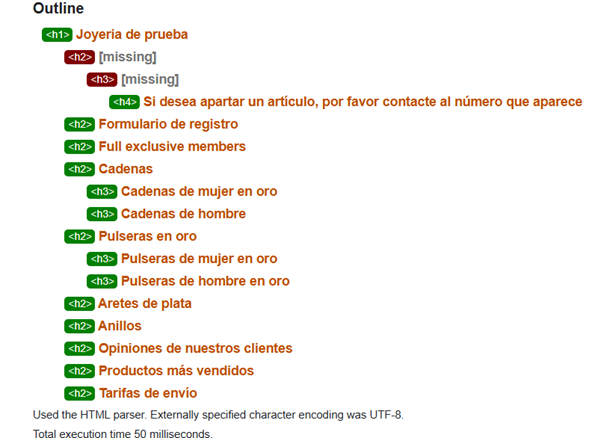 Outline
<h1> Joyeria de prueba
<h2> [missing]
<h3> [missing]
<h4> Si desea apartar un artículo, por favor contacte al número que aparece
<h2> Formulario de registro
<h2> Full exclusive members
<h2> Cadenas
<h3> Cadenas de mujer en oro
<h3> Cadenas de hombre
<h2> Pulseras en oro
<h3> Pulseras de mujer en oro
<h3> Pulseras de hombre en oro
<h2> Aretes de plata
<h2> Anillos
<h2> Opiniones de nuestros clientes
<h2> Productos más vendidos
<h2> Tarifas de envío
Used the HTML parser. Externally specified character encoding was UTF-8.
Total execution time 50 milliseconds.